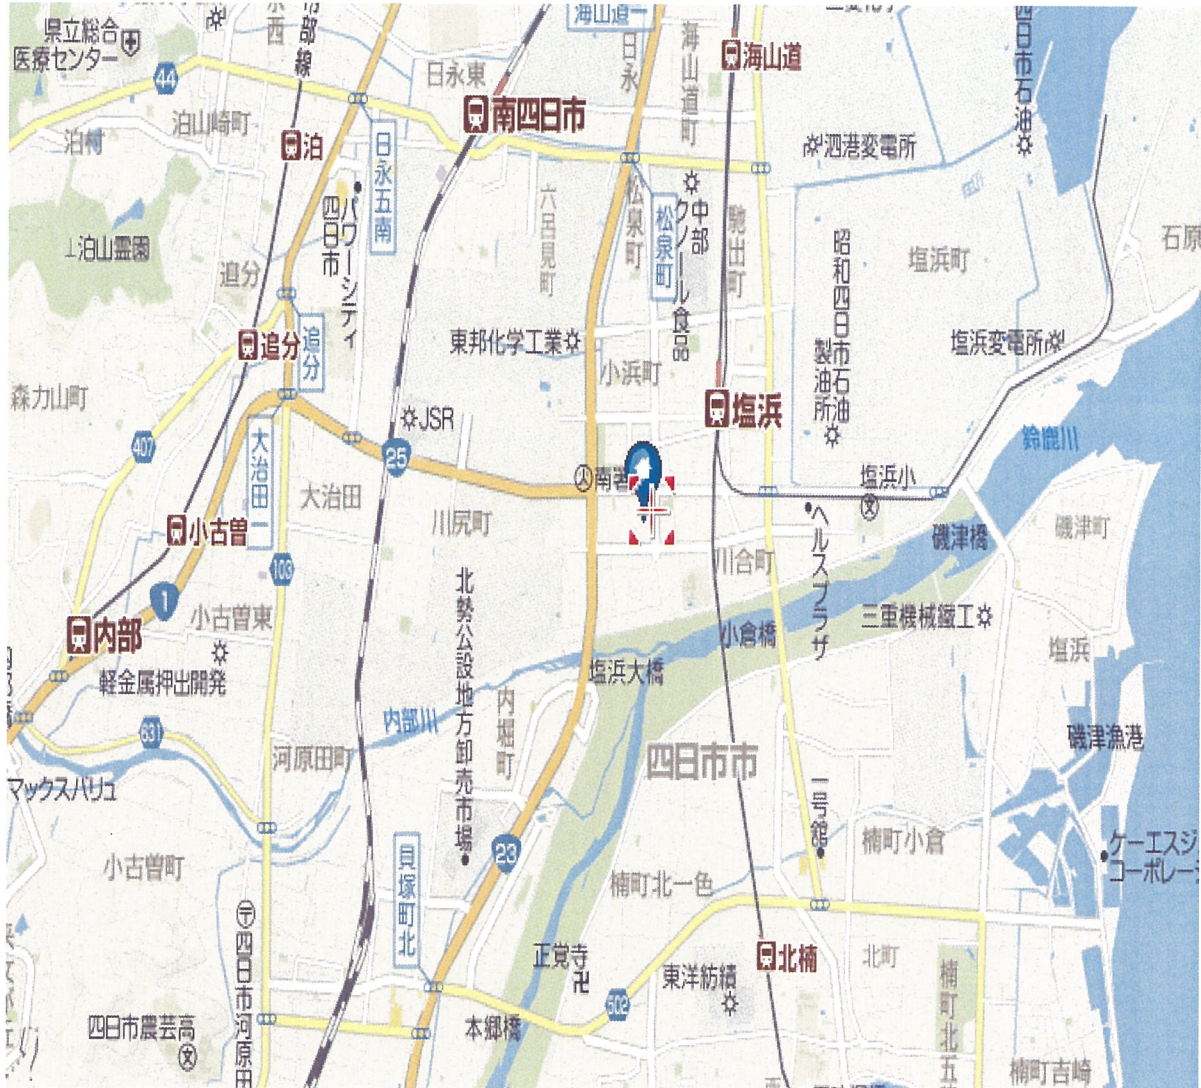 海山道一
県立総合
医療センター
内部線
日永
海山道町
海山道
四日市石油
44
日永東
南四日市
泊山崎町
泊村
泊
日永五南
泗港変電所
パワーシティ
四日市
六呂見町
松泉町
松泉町
中部
クノール食品
馳出町
昭和四日市石油
製油所
塩浜町
石原
泊山霊園
追分
追分
追分
東邦化学工業
小浜町
塩浜変電所
森力山町
JSR
塩浜
鈴鹿川
407
25
大治田一
大治田
南署
塩浜小
文
川尻町
小古曽
磯津橋
磯津町
ヘルスプラザ
川合町
103
北勢公設地方卸売市場
1
小古曽東
内部
三重機械鐵工
小倉橋
塩浜
軽金属押出開発
塩浜大橋
内堀町
内部川
631
磯津漁港
河原田町
四日市市
マックスバリュ
一号舘
23
楠町小倉
ケーエスジ
コーポレー
小古曽町
貝塚町北
楠町北一色
四日市河原田
正覚寺
東洋紡績
北楠
北町
楠町北五
502
四日市農芸高
文
本郷橋
楠町吉崎